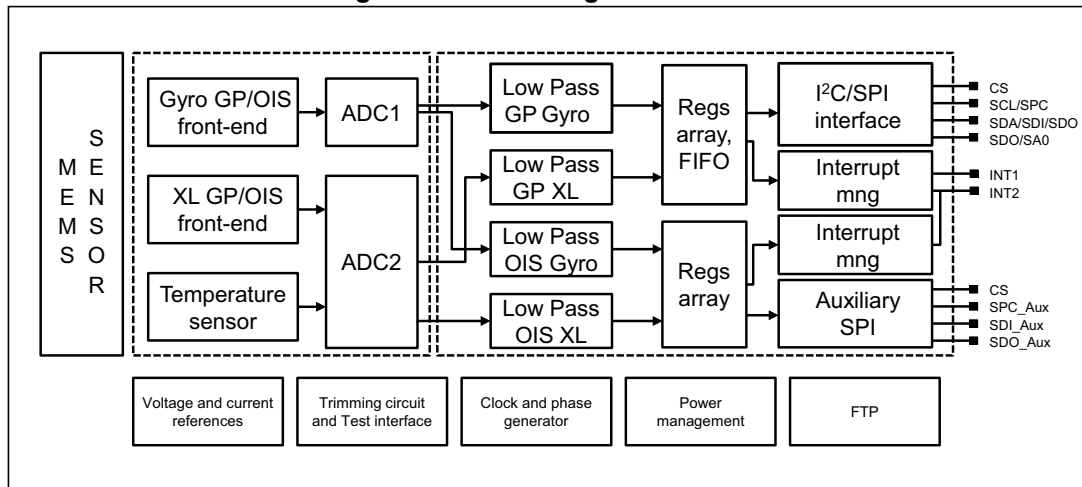 MEMS
SENSOR
Gyro GP/OIS
front-end
XL GP/OIS
front-end
Temperature
sensor
ADC1
ADC2
Low Pass
GP Gyro
Low Pass
GP XL
Low Pass
OIS Gyro
Low Pass
OIS XL
Regs
array,
FIFO
Regs
array
I²C/SPI
interface
Interrupt
mng
Interrupt
mng
Auxiliary
SPI
CS
SCL/SPC
SDA/SDI/SDO
SDO/SA0
INT1
INT2
CS
SPC_Aux
SDI_Aux
SDO_Aux
Voltage and current
references
Trimming circuit
and Test interface
Clock and phase
generator
Power
management
FTP